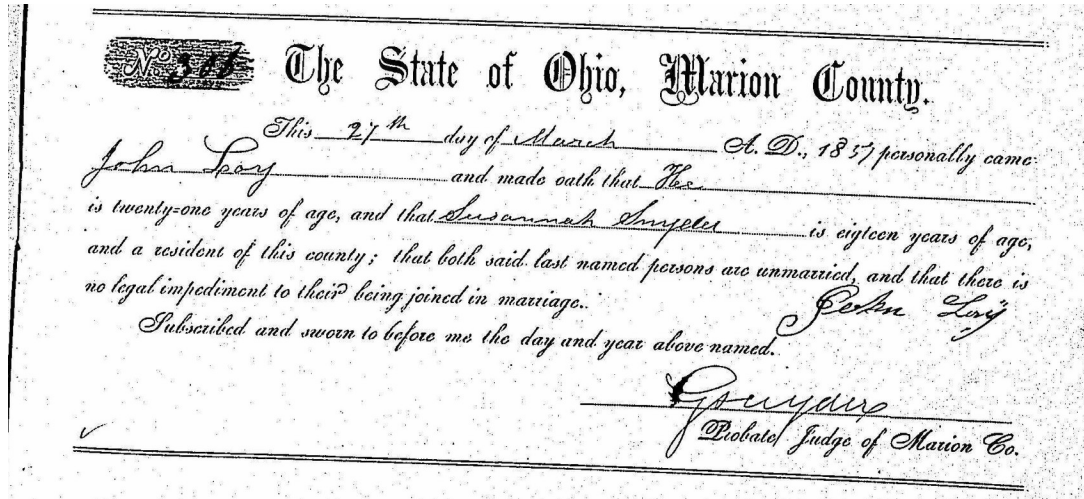 No The State of Ohio, Marion County.
This 27th day of March A. D., 1857 personally came
John Loy and made oath that He
is twenty=one years of age, and that Susannah Snyder is eigteen years of age,
and a resident of this county; that both said last named persons are unmarried, and that there is
no legal impediment to their being joined in marriage.
John Loy
Subscribed and sworn to before me the day and year above named.
Probate Judge of Marion Co.